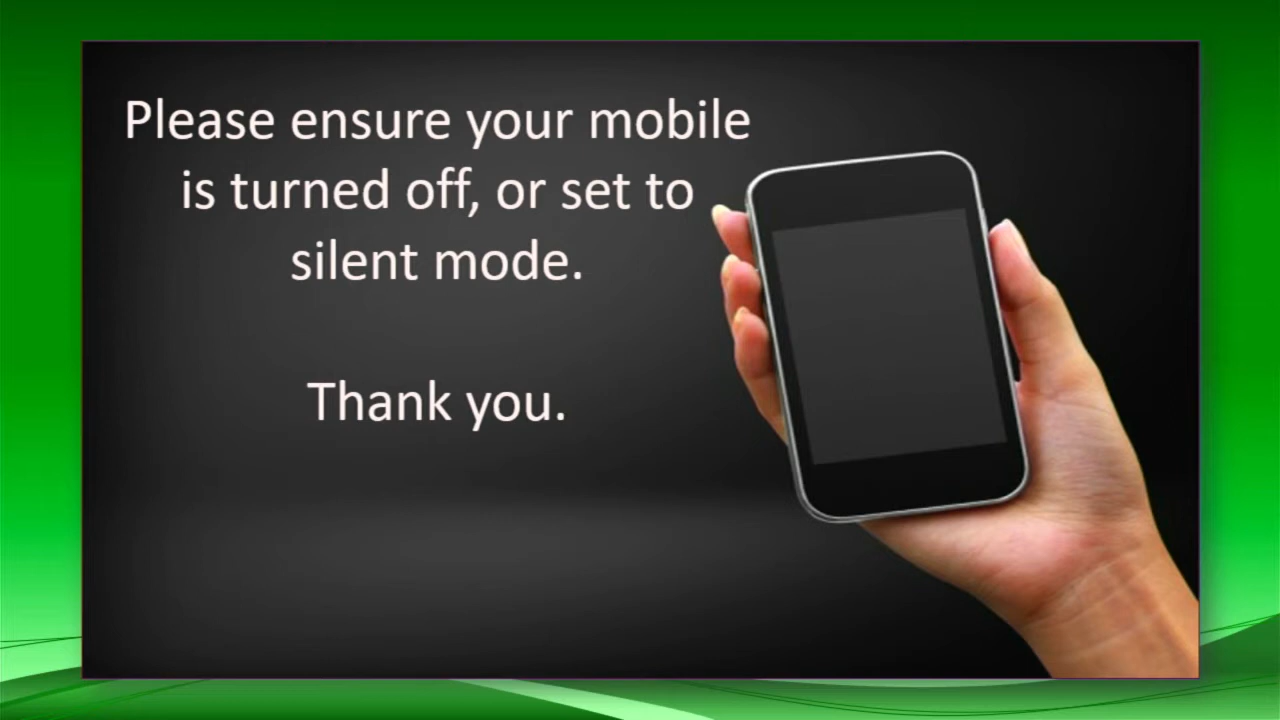 Please ensure your mobile
is turned off, or set to
silent mode.
Thank you.